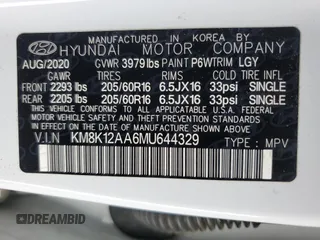 MANUFACTURED IN KOREA BY
HYUNDAI MOTOR COMPANY
AUG/2020 GVWR 3979 lbs PAINT P6W TRIM LGY
GAWR TIRES RIMS COLD TIRE INF. PR.
FRONT 2293 lbs 205/60R16 6.5JX16 33psi SINGLE
REAR 2205 lbs 205/60R16 6.5JX16 33psi SINGLE
THIS VEHICLE CONFORMS TO ALL APPLICABLE U.S.A FEDERAL
MOTOR VEHICLE SAFETY, BUMPER, AND THEFT PREVENTION
STANDARDS IN EFFECT ON THE DATE OF MANUFACTURE SHOWN ABOVE.
V.I.N KM8K12AA6MU644329 TYPE: MPV
©DREAMBID